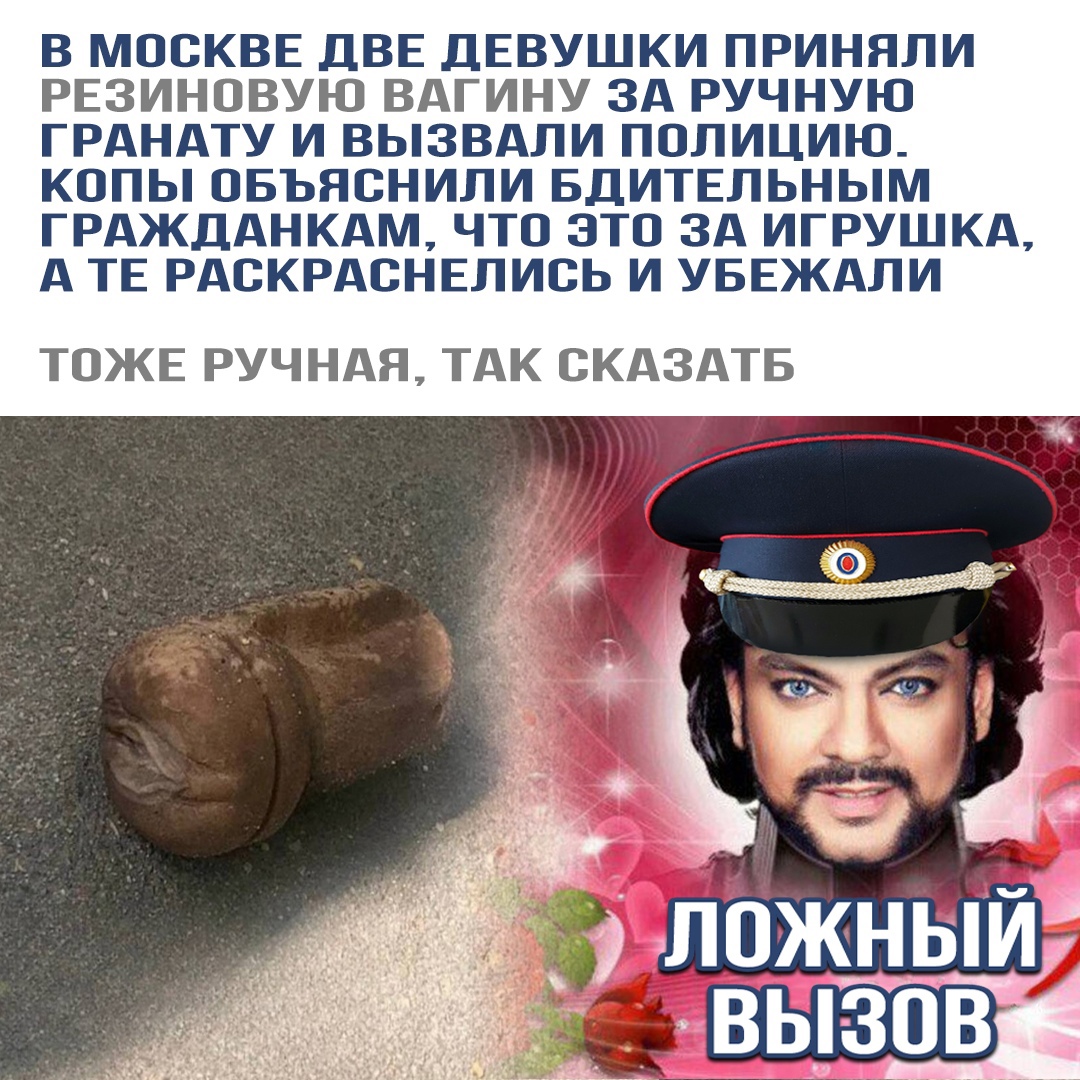 В МОСКВЕ ДВЕ ДЕВУШКИ ПРИНЯЛИ
РЕЗИНОВУЮ ВАГИНУ ЗА РУЧНУЮ
ГРАНАТУ И ВЫЗВАЛИ ПОЛИЦИЮ.
КОПЫ ОБЪЯСНИЛИ БДИТЕЛЬНЫМ
ГРАЖДАНКАМ, ЧТО ЭТО ЗА ИГРУШКА,
А ТЕ РАСКРАСНЕЛИСЬ И УБЕЖАЛИ
ТОЖЕ РУЧНАЯ, ТАК СКАЗАТБ
ЛОЖНЫЙ
ВЫЗОВ